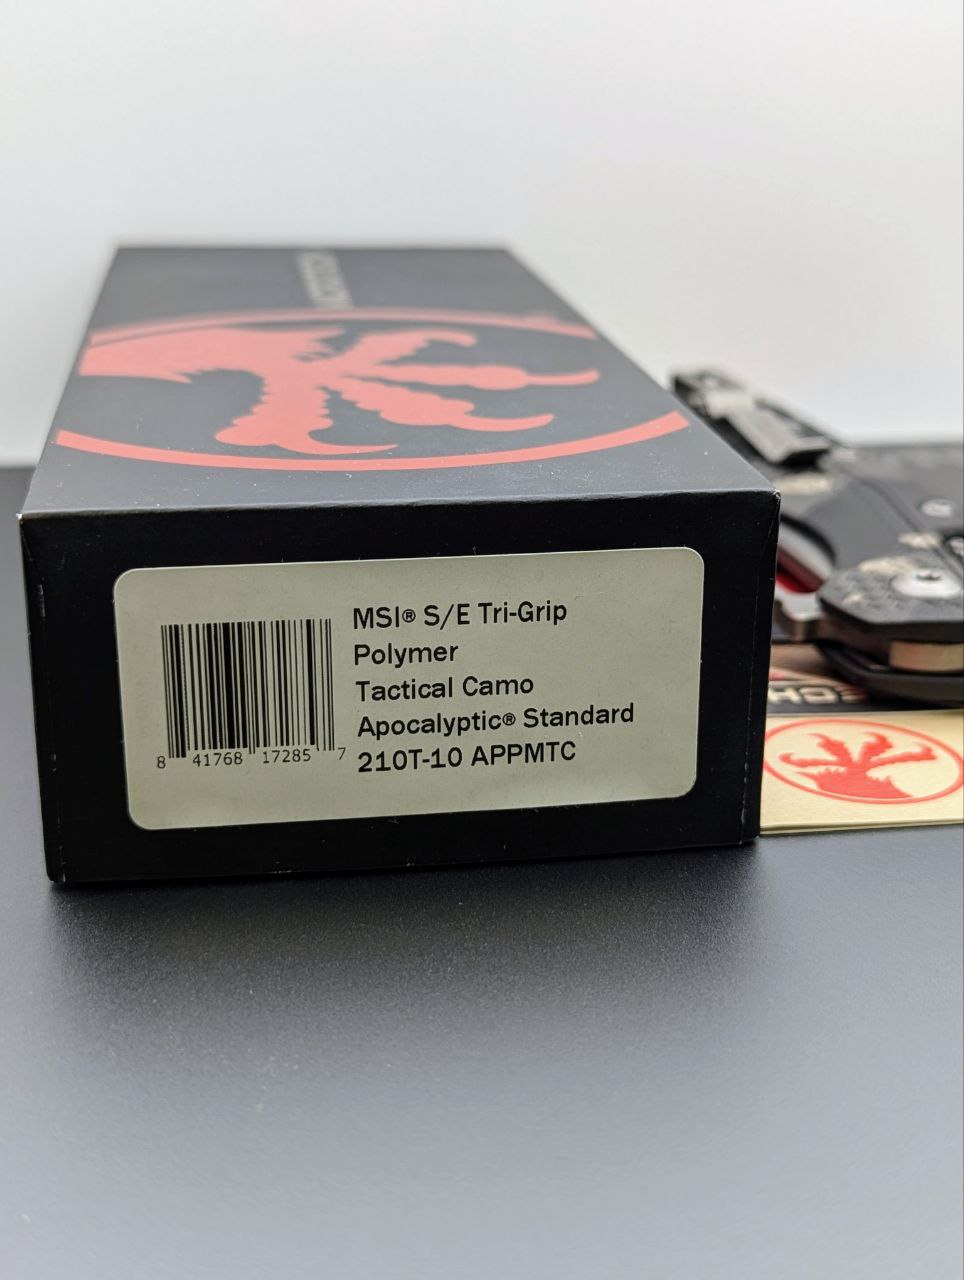 MSI® S/E Tri-Grip
Polymer
Tactical Camo
Apocalyptic® Standard
210T-10 APPMTC
8 41768 17285 7